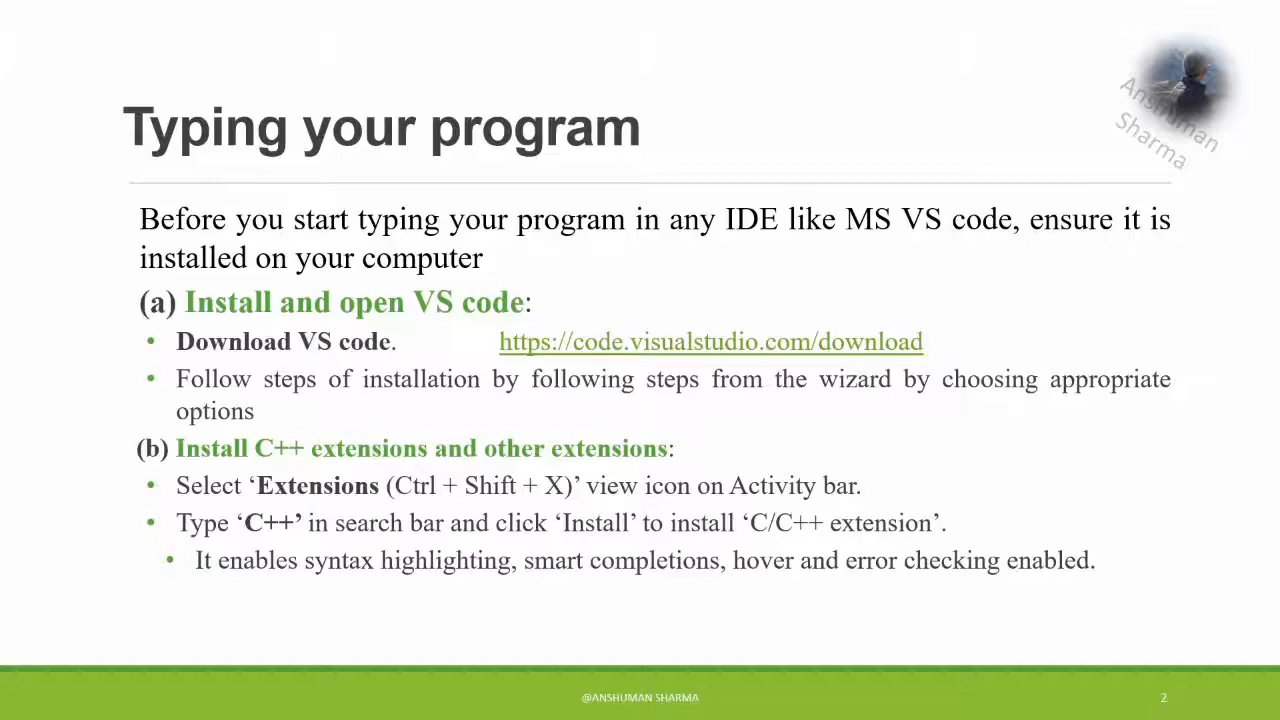 Anshuman
Sharma
Typing your program
Before you start typing your program in any IDE like MS VS code, ensure it is
installed on your computer
(a) Install and open VS code:
• Download VS code. https://code.visualstudio.com/download
• Follow steps of installation by following steps from the wizard by choosing appropriate
options
(b) Install C++ extensions and other extensions:
• Select ‘Extensions (Ctrl + Shift + X)’ view icon on Activity bar.
• Type ‘C++’ in search bar and click ‘Install’ to install ‘C/C++ extension’.
• It enables syntax highlighting, smart completions, hover and error checking enabled.
@ANSHUMAN SHARMA
2